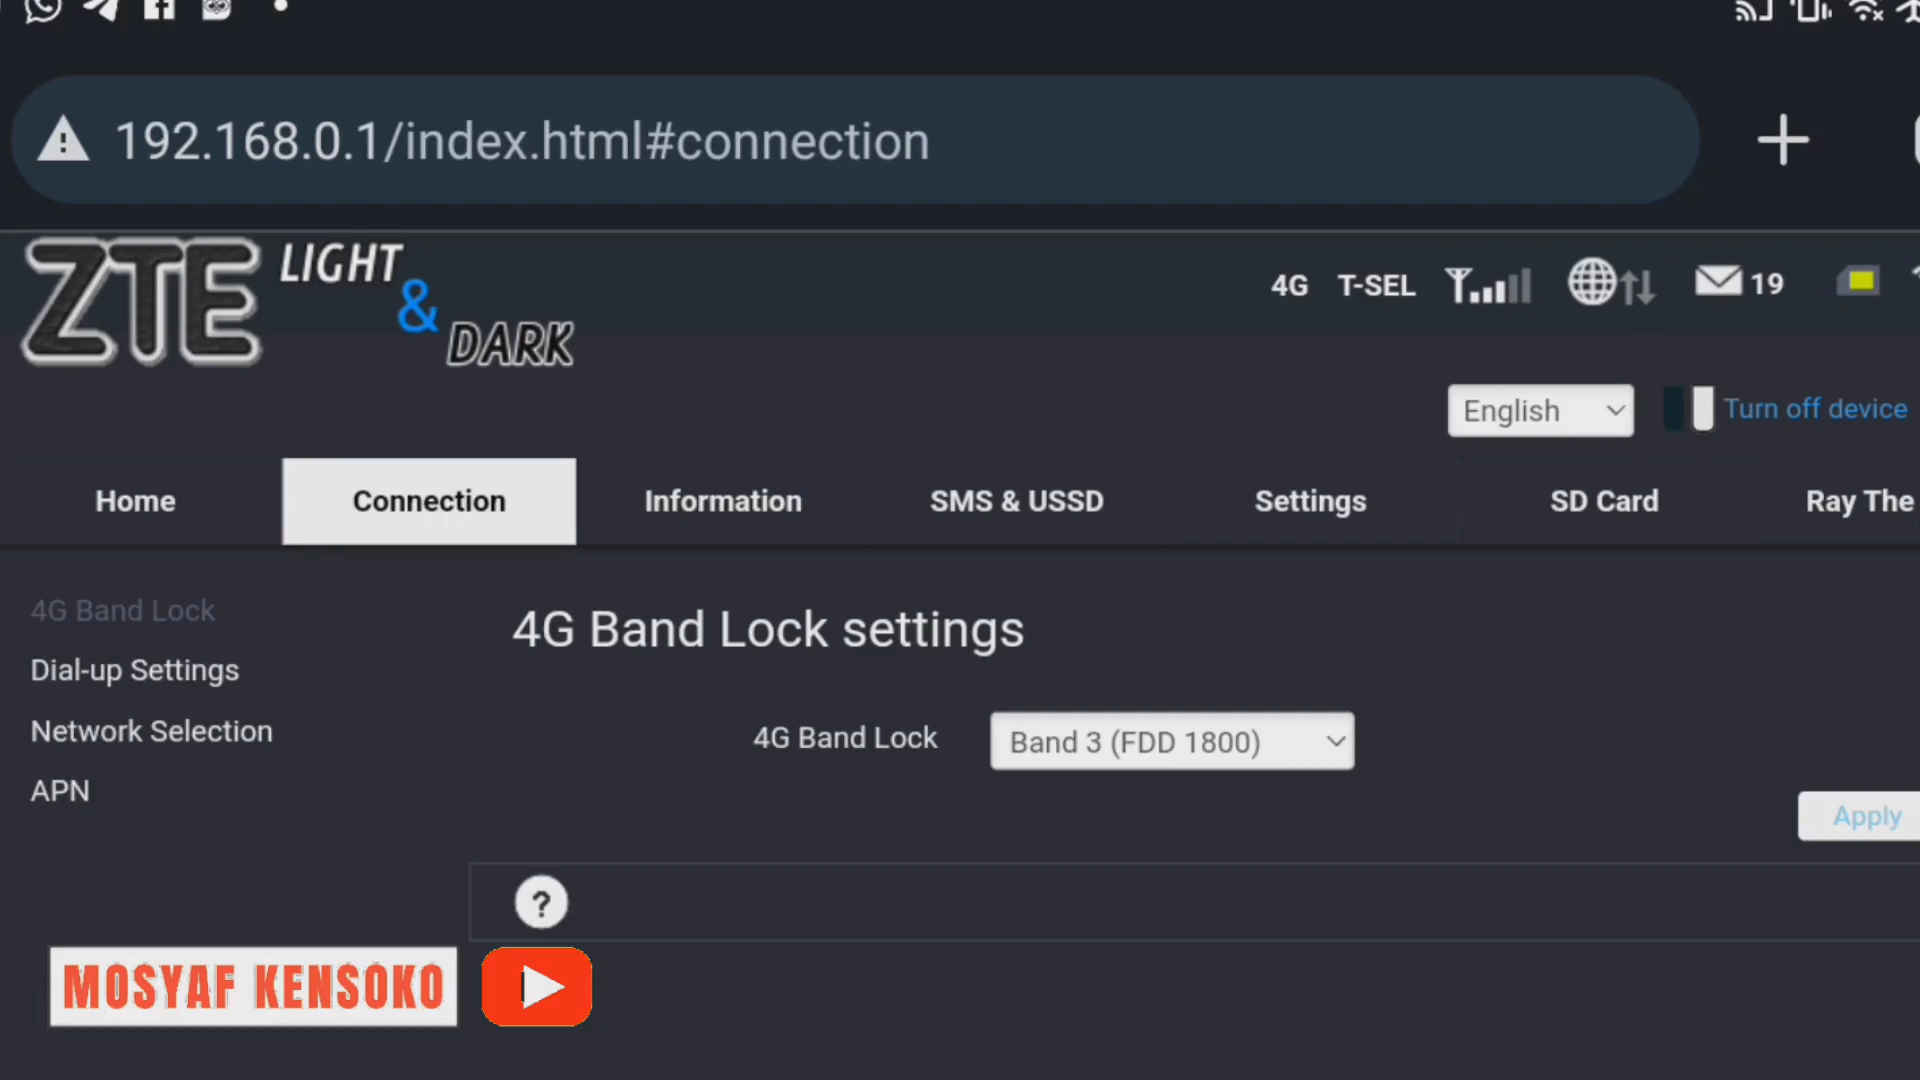 192.168.0.1/index.html#connection
ZTE LIGHT & DARK
4G T-SEL 19
English Turn off device
Home Connection Information SMS & USSD Settings SD Card Ray The
4G Band Lock
Dial-up Settings
Network Selection
APN
4G Band Lock settings
4G Band Lock Band 3 (FDD 1800)
Apply
?
MOSYAF KENSOKO